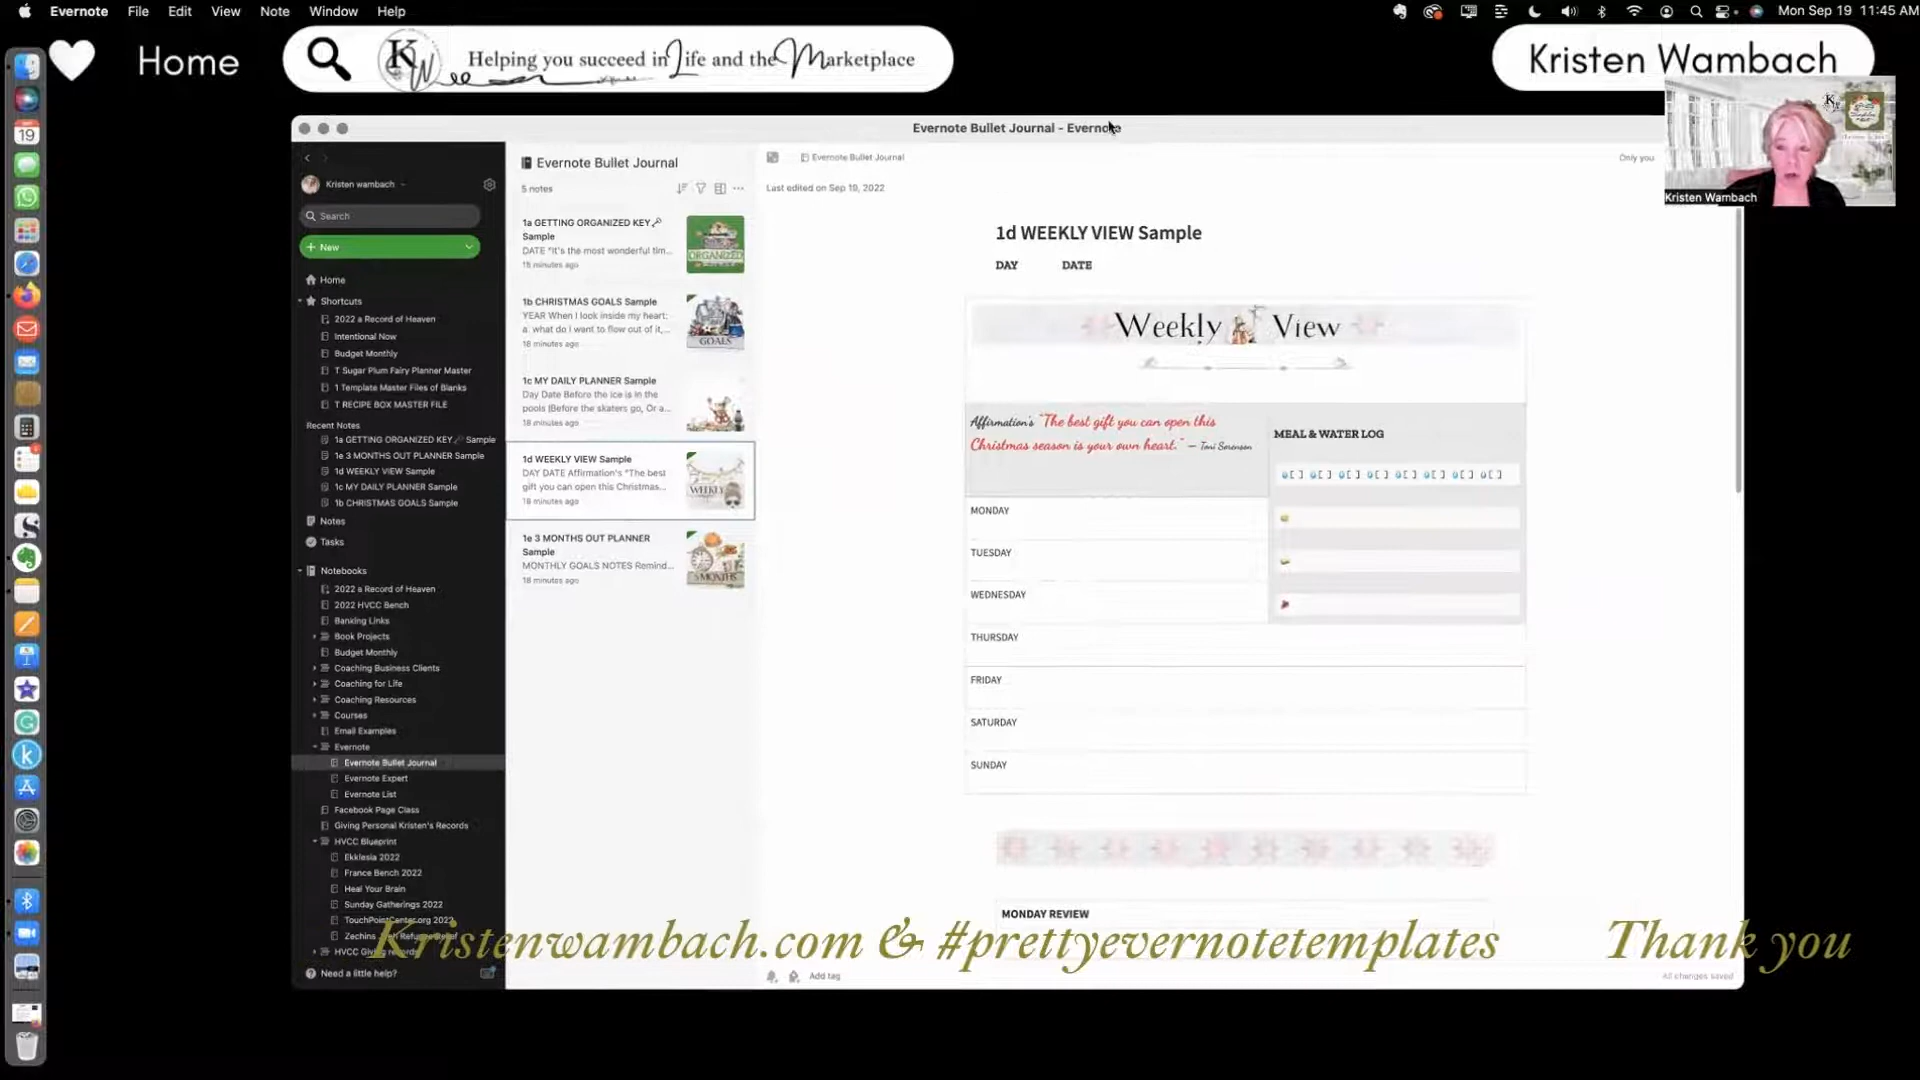 Evernote File Edit View Note Window Help
Mon Sep 19 11:45 AM
Home
KW Helping you succeed in Life and the Marketplace
Kristen Wambach
Kristen Wambach
19
Evernote Bullet Journal - Evernote
Kristen wambach
Search
+ New
Home
Shortcuts
2022 a Record of Heaven
Intentional Now
Budget Monthly
T Sugar Plum Fairy Planner Master
1 Template Master Files of Blanks
T RECIPE BOX MASTER FILE
Recent Notes
1a GETTING ORGANIZED KEY🗝 Sample
1e 3 MONTHS OUT PLANNER Sample
1d WEEKLY VIEW Sample
1c MY DAILY PLANNER Sample
1b CHRISTMAS GOALS Sample
Notes
Tasks
Notebooks
2022 a Record of Heaven
2022 HVCC Bench
Banking Links
Book Projects
Budget Monthly
Coaching Business Clients
Coaching for Life
Coaching Resources
Courses
Email Examples
Evernote
Evernote Bullet Journal
Evernote Expert
Evernote List
Facebook Page Class
Giving Personal Kristen's Records
HVCC Blueprint
Ekklesia 2022
France Bench 2022
Heal Your Brain
Sunday Gatherings 2022
TouchPointCenter.org 2022
Need a little help?
Evernote Bullet Journal
5 notes
1a GETTING ORGANIZED KEY🗝
Sample
DATE "It's the most wonderful tim...
15 minutes ago
ORGANIZED
1b CHRISTMAS GOALS Sample
YEAR When I look inside my heart:
a. what do I want to flow out of it,...
18 minutes ago
GOALS
1c MY DAILY PLANNER Sample
Day Date Before the ice is in the
pools |Before the skaters go, Or a...
18 minutes ago
1d WEEKLY VIEW Sample
DAY DATE Affirmation's "The best
gift you can open this Christmas...
18 minutes ago
WEEKLY
1e 3 MONTHS OUT PLANNER
Sample
MONTHLY GOALS NOTES Remind...
18 minutes ago
3 MONTHS
Evernote Bullet Journal
Only you
Last edited on Sep 19, 2022
1d WEEKLY VIEW Sample
DAY DATE
Weekly View
Affirmation's "The best gift you can open this
Christmas season is your own heart." – Toni Sorenson
MEAL & WATER LOG
💧[ ] 💧[ ] 💧[ ] 💧[ ] 💧[ ] 💧[ ] 💧[ ] 💧[ ]
MONDAY
TUESDAY
WEDNESDAY
THURSDAY
FRIDAY
SATURDAY
SUNDAY
MONDAY REVIEW
Kristenwambach.com & #prettyevernotetemplates Thank you
Add tag
All changes saved